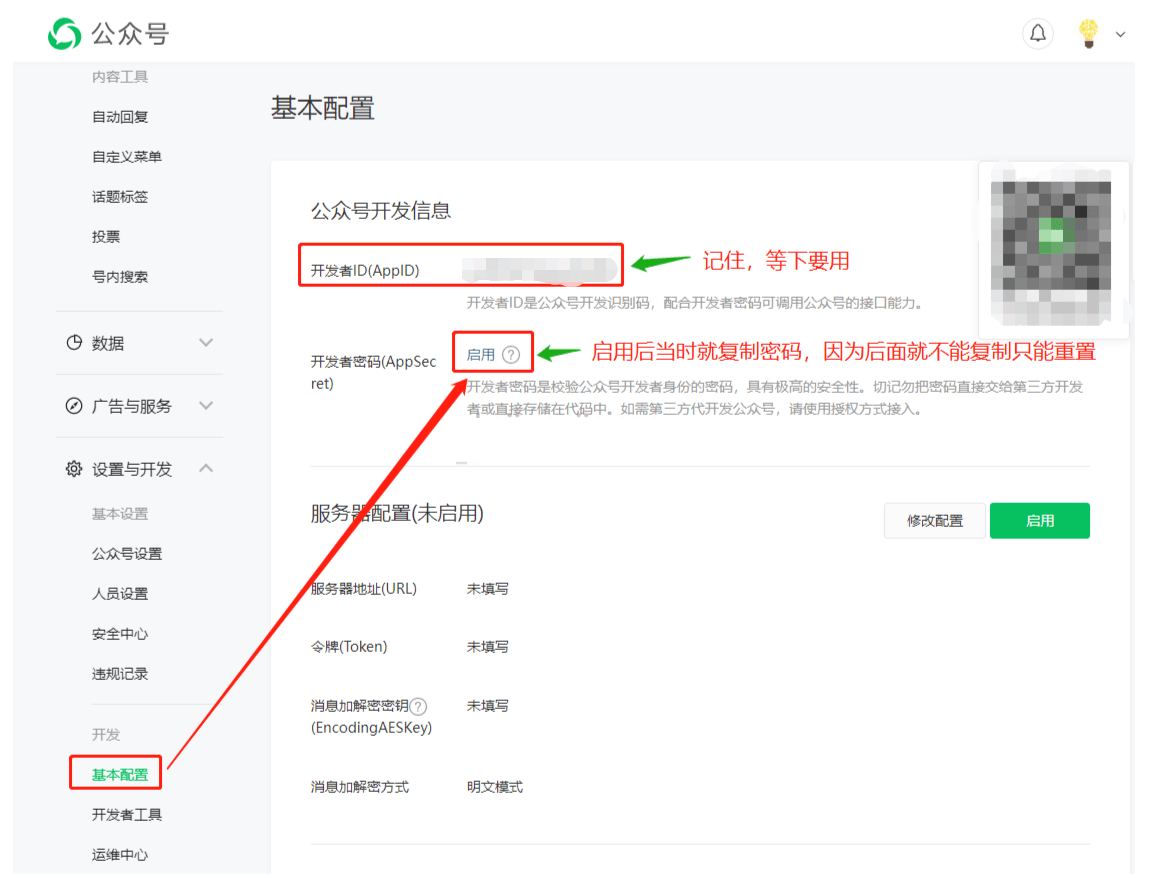 公众号
内容工具
自动回复
自定义菜单
话题标签
投票
号内搜索
数据
广告与服务
设置与开发
基本设置
公众号设置
人员设置
安全中心
违规记录
开发
基本配置
开发者工具
运维中心
基本配置
公众号开发信息
开发者ID(AppID)
记住，等下要用
开发者ID是公众号开发识别码，配合开发者密码可调用公众号的接口能力。
开发者密码(AppSec
ret)
启用 ?
启用后当时就复制密码，因为后面就不能复制只能重置
开发者密码是校验公众号开发者身份的密码，具有极高的安全性。切记勿把密码直接交给第三方开发
者或直接存储在代码中。如需第三方代开发公众号，请使用授权方式接入。
服务器配置(未启用)
修改配置
启用
服务器地址(URL)
未填写
令牌(Token)
未填写
消息加解密密钥?
(EncodingAESKey)
未填写
消息加解密方式
明文模式